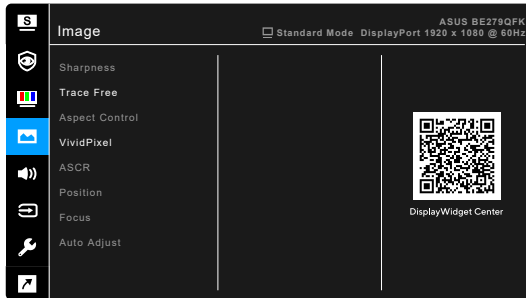 S
Image
ASUS BE279QFK
Standard Mode DisplayPort 1920 x 1080 @ 60Hz
Sharpness
Trace Free
Aspect Control
VividPixel
ASCR
Position
Focus
Auto Adjust
DisplayWidget Center